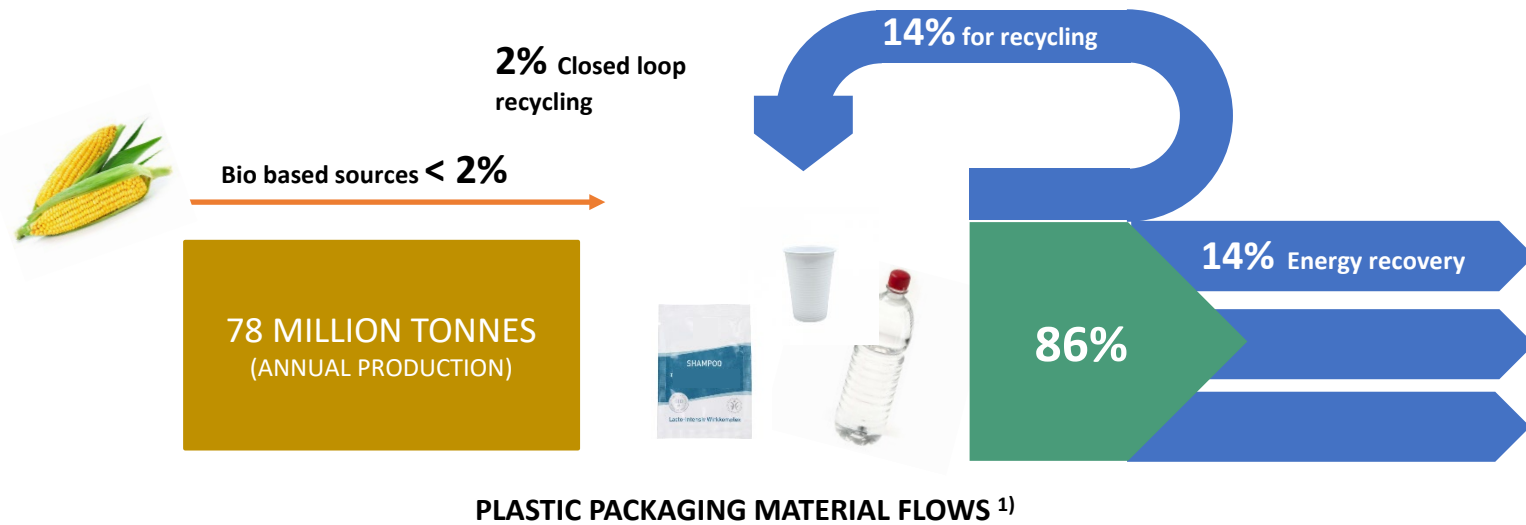 14% for recycling
2% Closed loop
recycling
Bio based sources < 2%
14% Energy recovery
78 MILLION TONNES
(ANNUAL PRODUCTION)
86%
SHAMPOO
PLASTIC PACKAGING MATERIAL FLOWS 1)